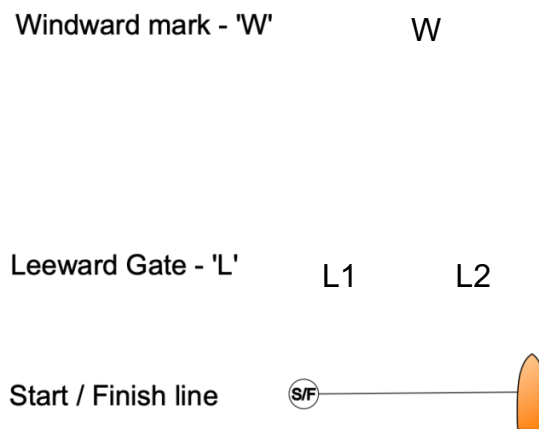 Windward mark - 'W' W
Leeward Gate - 'L' L1 L2
Start / Finish line S/F